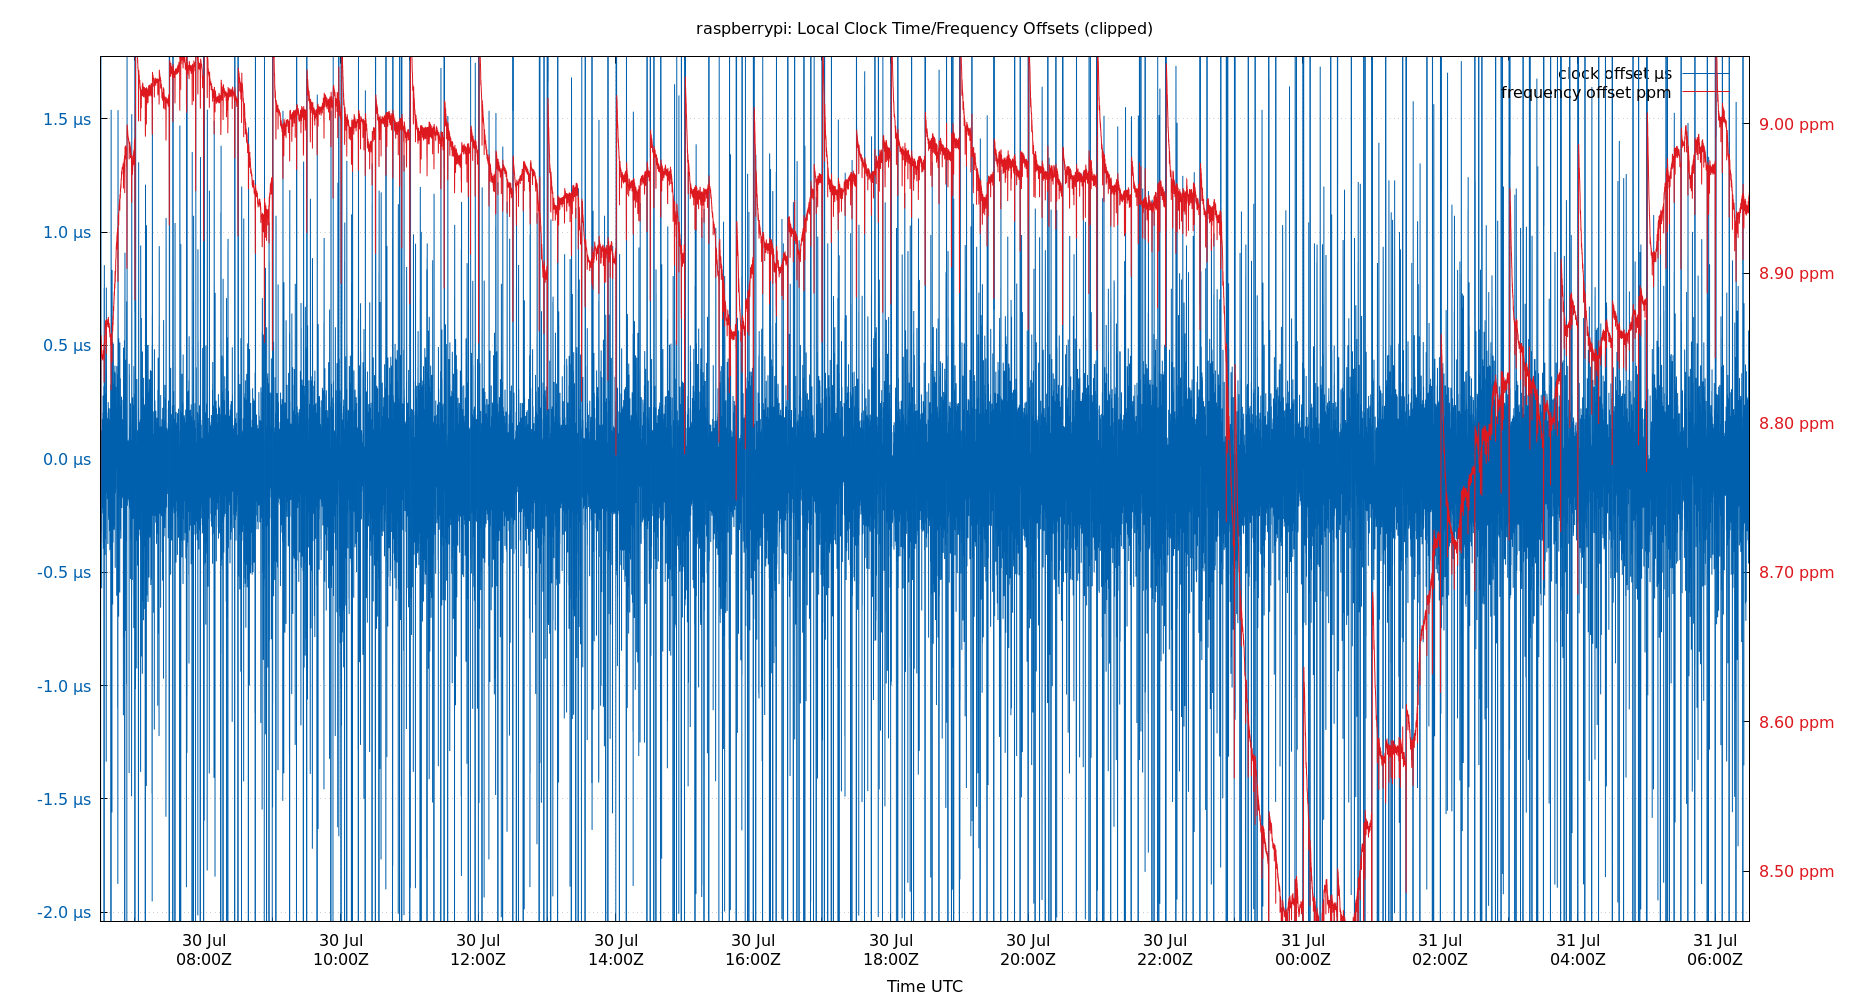 raspberrypi: Local Clock Time/Frequency Offsets (clipped)
clock offset µs
frequency offset ppm
1.5 µs
1.0 µs
0.5 µs
0.0 µs
-0.5 µs
-1.0 µs
-1.5 µs
-2.0 µs
9.00 ppm
8.90 ppm
8.80 ppm
8.70 ppm
8.60 ppm
8.50 ppm
30 Jul 30 Jul 30 Jul 30 Jul 30 Jul 30 Jul 30 Jul 30 Jul 31 Jul 31 Jul 31 Jul 31 Jul
08:00Z 10:00Z 12:00Z 14:00Z 16:00Z 18:00Z 20:00Z 22:00Z 00:00Z 02:00Z 04:00Z 06:00Z
Time UTC